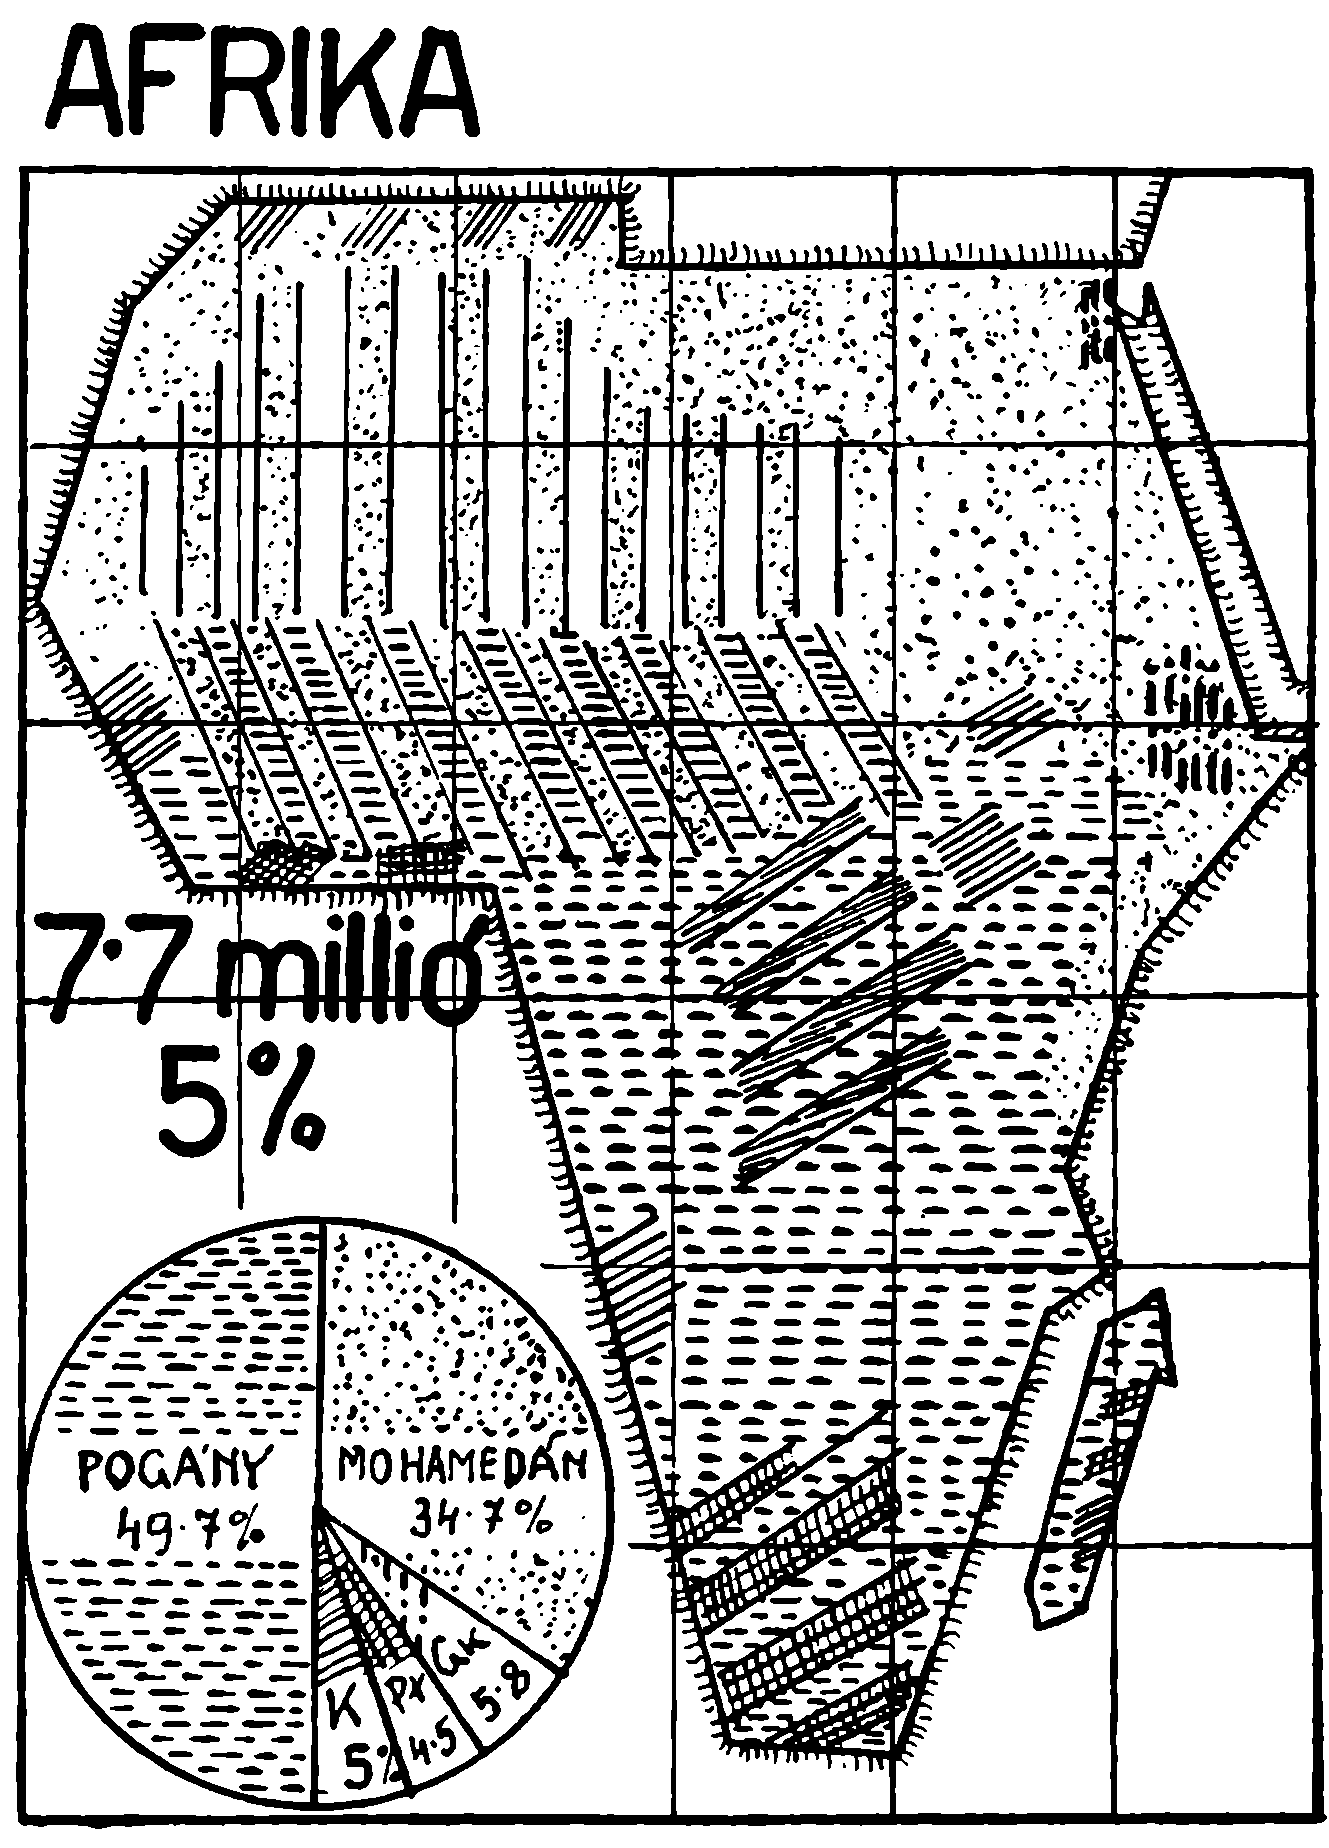 AFRIKA
7·7 millió
5%
POGÁNY
49·7%
MOHAMEDÁN
34·7%
K
5%
PX
4·5
GK
5·8